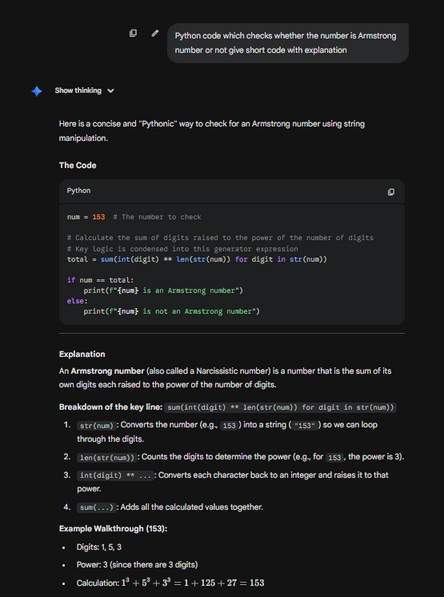 Python code which checks whether the number is Armstrong
number or not give short code with explanation
Show thinking
Here is a concise and "Pythonic" way to check for an Armstrong number using string
manipulation.
The Code
Python
num = 153  # The number to check
# Calculate the sum of digits raised to the power of the number of digits
# Key logic is condensed into this generator expression
total = sum(int(digit) ** len(str(num)) for digit in str(num))
if num == total:
    print(f"{num} is an Armstrong number")
else:
    print(f"{num} is not an Armstrong number")
Explanation
An Armstrong number (also called a Narcissistic number) is a number that is the sum of its
own digits each raised to the power of the number of digits.
Breakdown of the key line: sum(int(digit) ** len(str(num)) for digit in str(num))
1. str(num) : Converts the number (e.g., 153 ) into a string ( "153" ) so we can loop
through the digits.
2. len(str(num)) : Counts the digits to determine the power (e.g., for 153 , the power is 3).
3. int(digit) ** ... : Converts each character back to an integer and raises it to that
power.
4. sum(...) : Adds all the calculated values together.
Example Walkthrough (153):
• Digits: 1, 5, 3
• Power: 3 (since there are 3 digits)
• Calculation: 1³ + 5³ + 3³ = 1 + 125 + 27 = 153